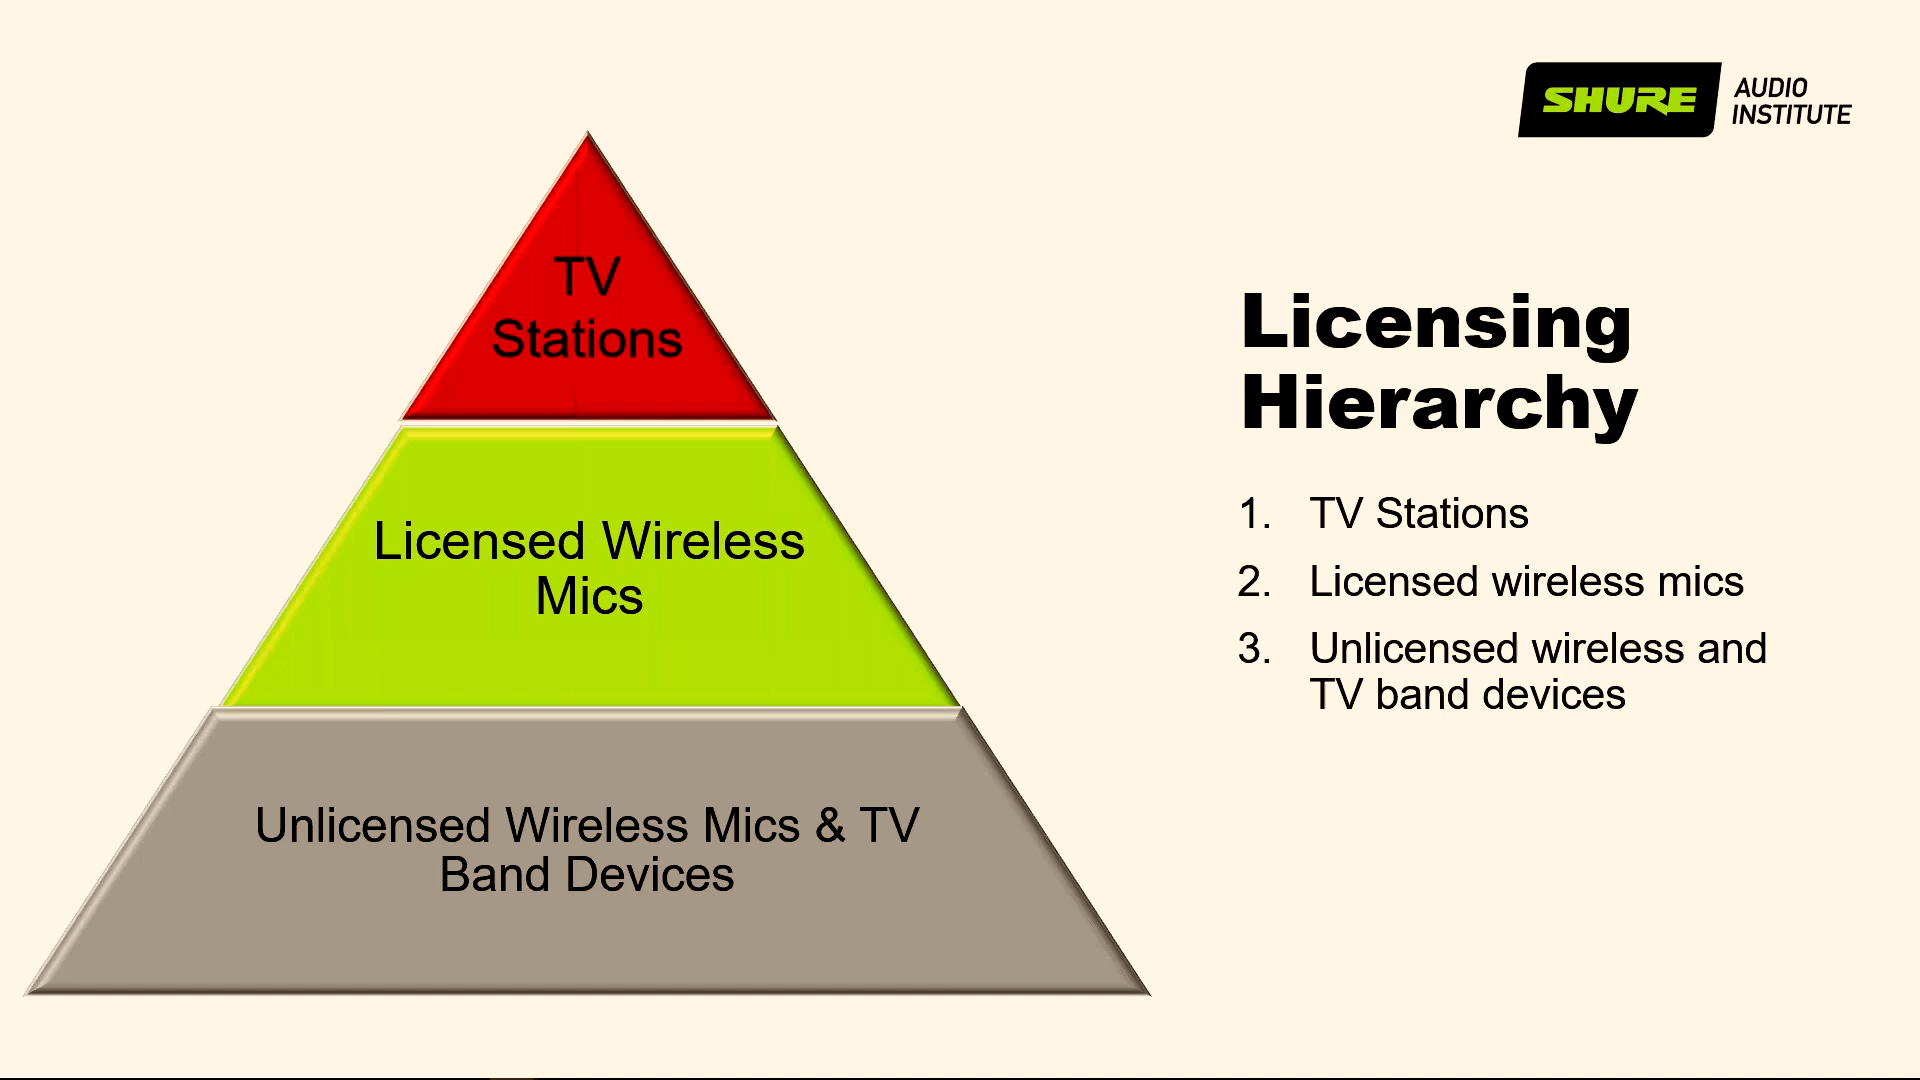 SHURE AUDIO
INSTITUTE
TV
Stations
Licensed Wireless
Mics
Unlicensed Wireless Mics & TV
Band Devices
Licensing
Hierarchy
1. TV Stations
2. Licensed wireless mics
3. Unlicensed wireless and
TV band devices